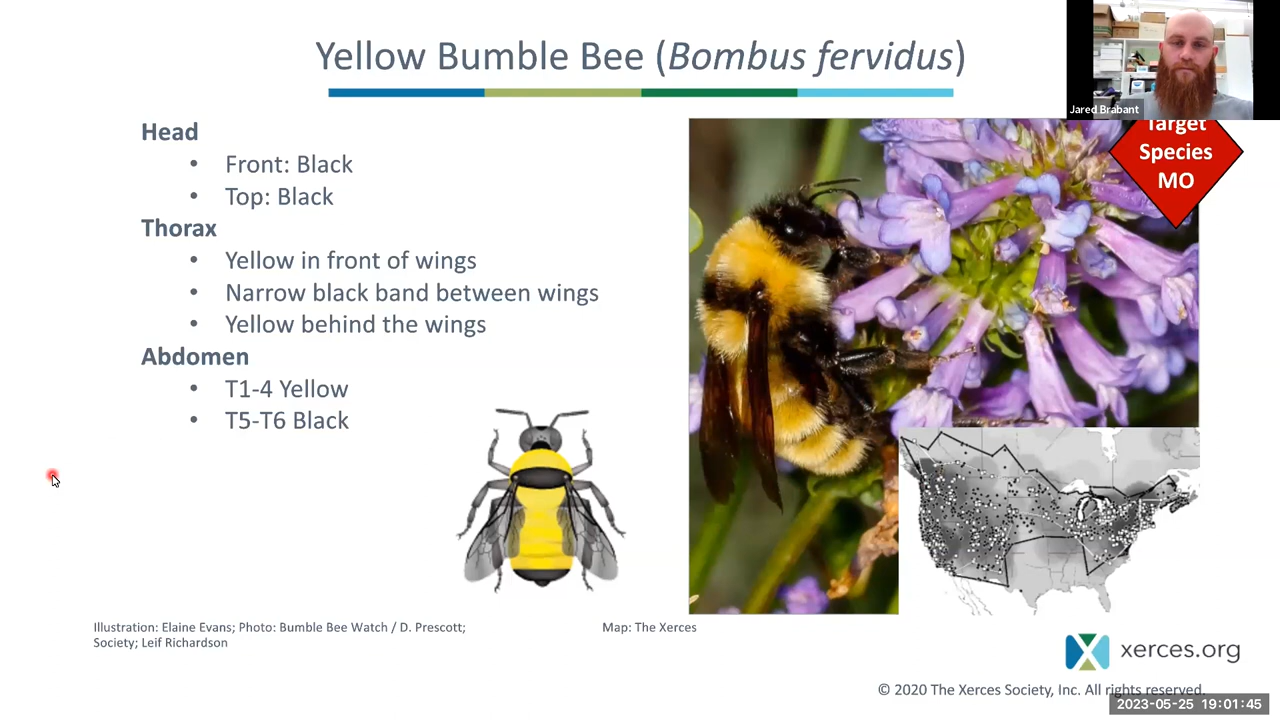 Yellow Bumble Bee (Bombus fervidus)
Jared Brabant
Target
Species
MO
Head
• Front: Black
• Top: Black
Thorax
• Yellow in front of wings
• Narrow black band between wings
• Yellow behind the wings
Abdomen
• T1-4 Yellow
• T5-T6 Black
Illustration: Elaine Evans; Photo: Bumble Bee Watch / D. Prescott; Map: The Xerces
Society; Leif Richardson
xerces.org
© 2020 The Xerces Society, Inc. All rights reserved.
2023-05-25 19:01:45